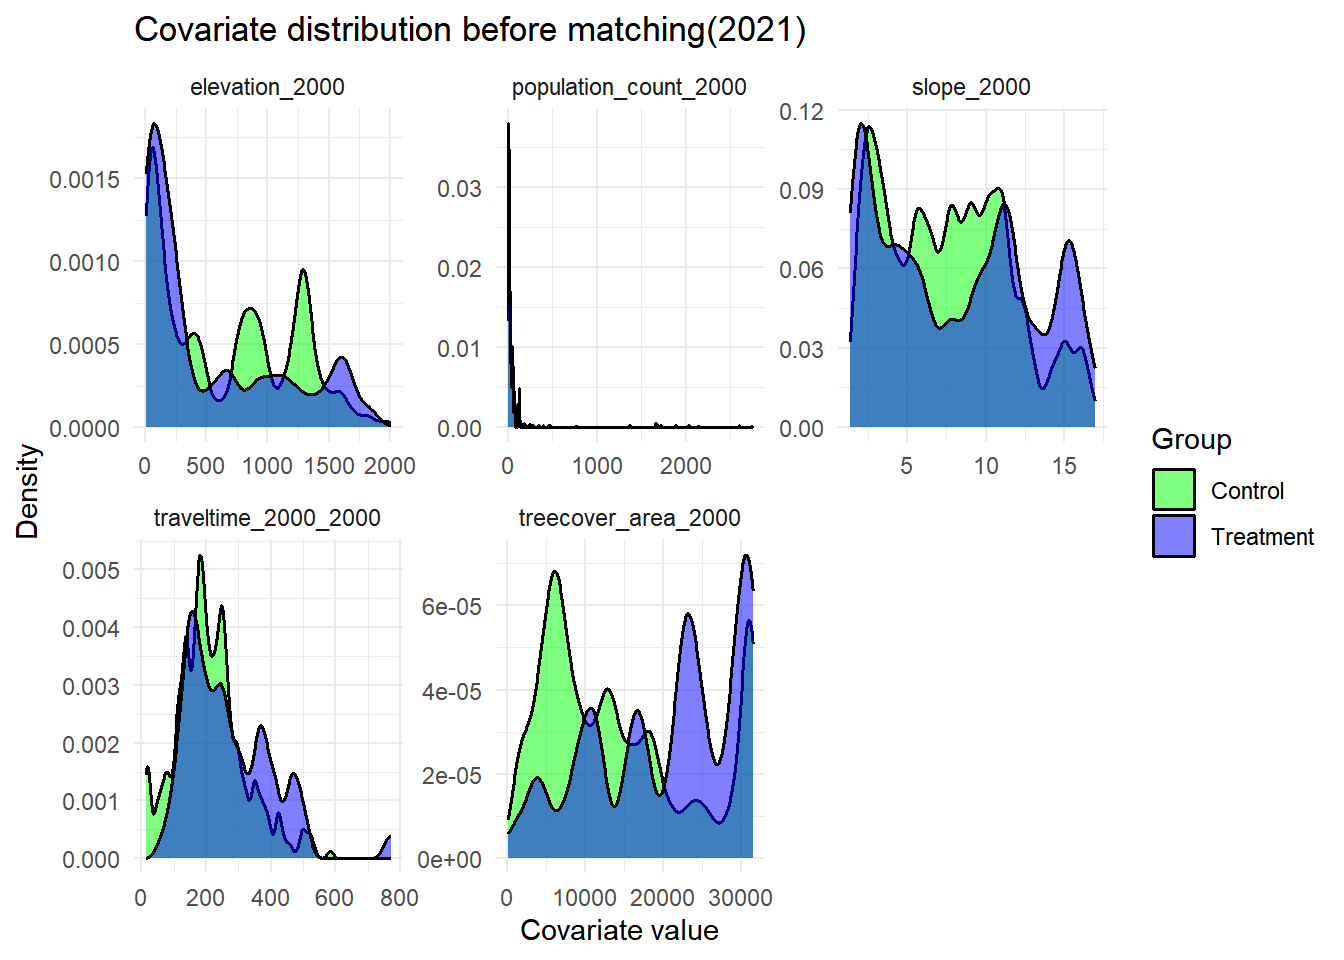 Covariate distribution before matching(2021)
elevation_2000
population_count_2000
slope_2000
0.0015
0.0010
0.0005
0.0000
0 500 1000 1500 2000
0.03
0.02
0.01
0.00
0 1000 2000
0.12
0.09
0.06
0.03
0.00
5 10 15
Density
traveltime_2000_2000
treecover_area_2000
0.005
0.004
0.003
0.002
0.001
0.000
0 200 400 600 800
6e-05
4e-05
2e-05
0e+00
0 10000 20000 30000
Covariate value
Group
Control
Treatment